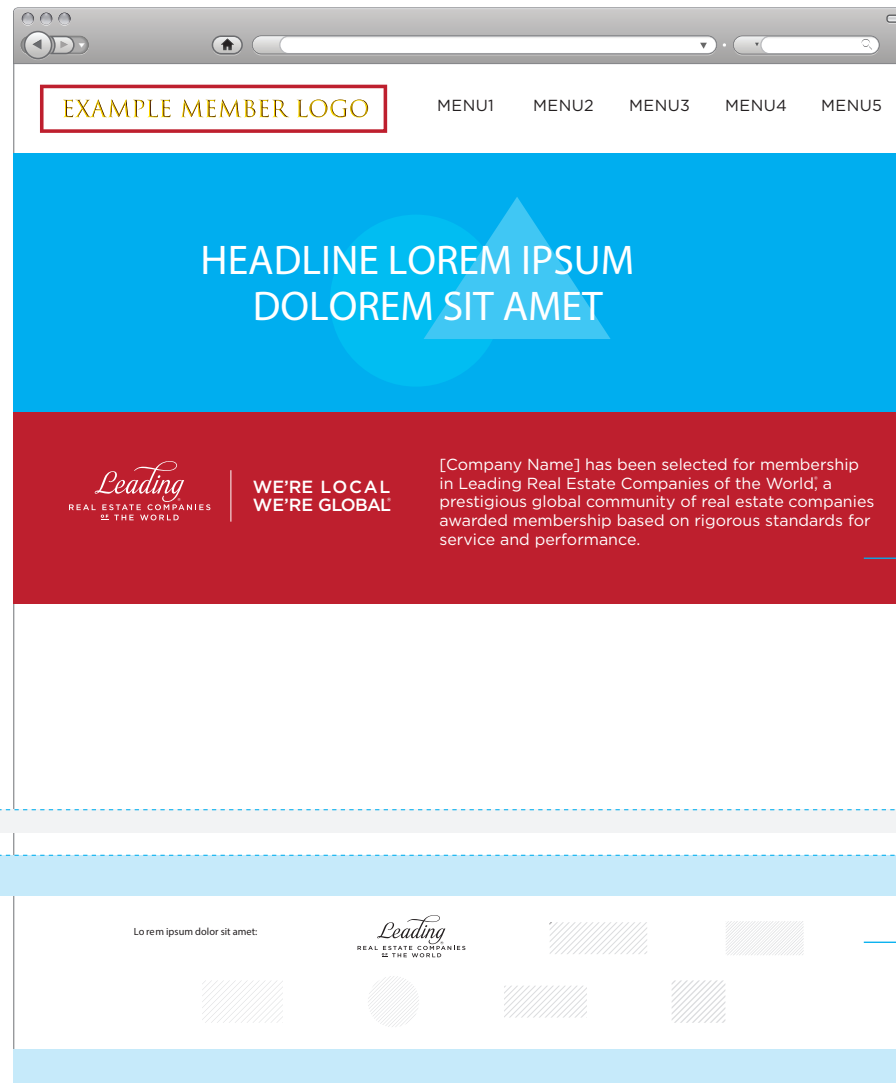 EXAMPLE MEMBER LOGO
MENU1 MENU2 MENU3 MENU4 MENU5
HEADLINE LOREM IPSUM
DOLOREM SIT AMET
Leading
REAL ESTATE COMPANIES
OF THE WORLD
WE'RE LOCAL
WE'RE GLOBAL®
[Company Name] has been selected for membership
in Leading Real Estate Companies of the World®, a
prestigious global community of real estate companies
awarded membership based on rigorous standards for
service and performance.
Lo rem ipsum dolor sit amet:
Leading
REAL ESTATE COMPANIES
OF THE WORLD